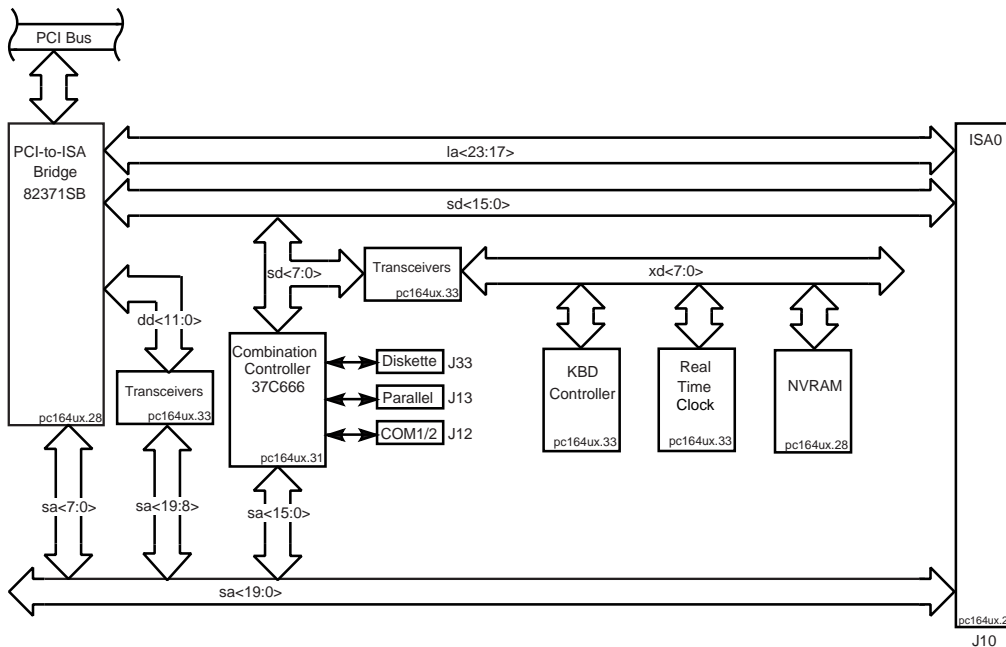 PCI Bus
PCI-to-ISA
Bridge
82371SB
pc164ux.28
la<23:17>
sd<15:0>
ISA0
sd<7:0>
Transceivers
pc164ux.33
xd<7:0>
dd<11:0>
Transceivers
pc164ux.33
Combination
Controller
37C666
pc164ux.31
Diskette
J33
Parallel
J13
COM1/2
J12
KBD
Controller
pc164ux.33
Real
Time
Clock
pc164ux.33
NVRAM
pc164ux.28
sa<7:0>
sa<19:8>
sa<15:0>
sa<19:0>
J10